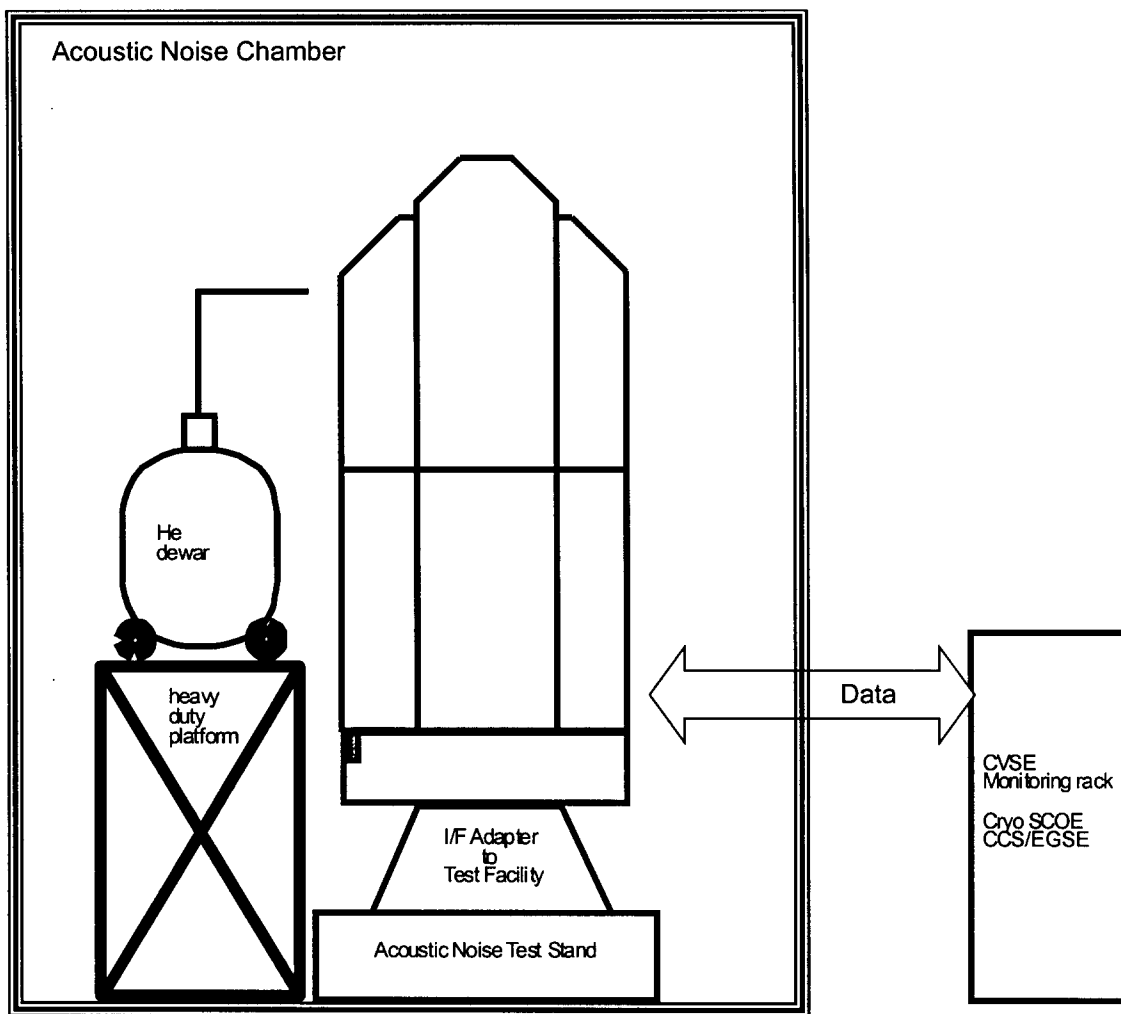 Acoustic Noise Chamber
He
dewar
heavy
duty
platform
Data
CVSE
Monitoring rack
Cryo SCOE
CCS/EGSE
I/F Adapter
to
Test Facility
Acoustic Noise Test Stand